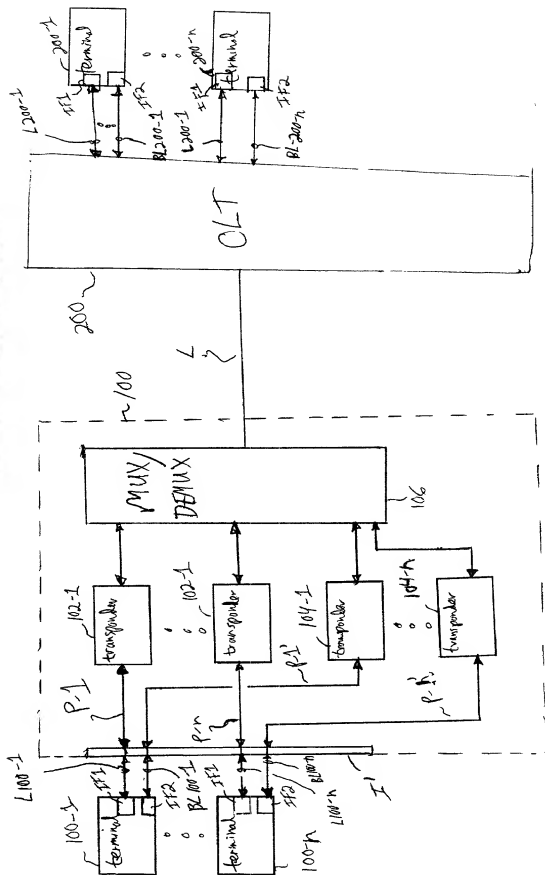 100-1
terminal
IF1
IF2
L100-1
BL100-1
terminal
IF1
IF2
100-n
L100-n
BL100-n
I'
P-1
P-n
P-1'
P-n'
102-1
transponder
102-1
transponder
104-1
transponder
104-n
transponder
MUX/
DEMUX
106
100
L
200
OLT
L200-1
BL200-1
L200-1
BL-200-n
IF1
IF2
terminal
200-1
IF1
IF2
terminal
200-n